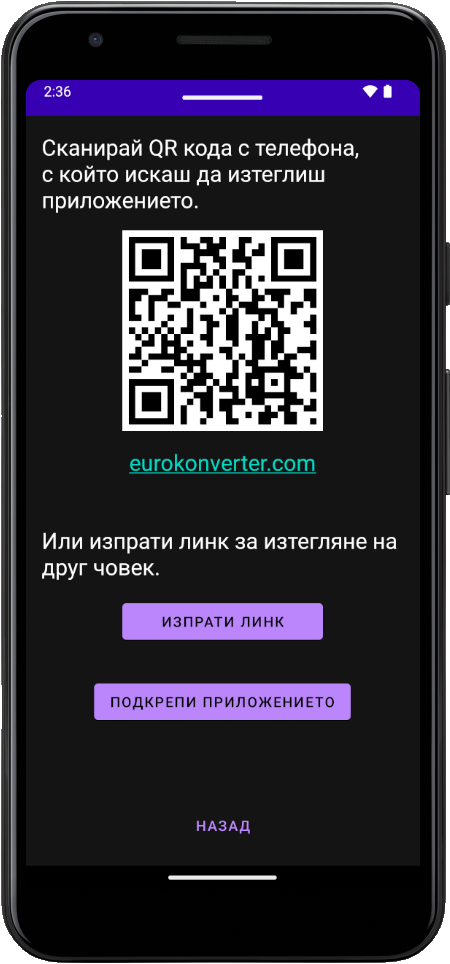 2:36
Сканирай QR кода с телефона,
с който искаш да изтеглиш
приложението.
eurokonverter.com
Или изпрати линк за изтегляне на
друг човек.
ИЗПРАТИ ЛИНК
ПОДКРЕПИ ПРИЛОЖЕНИЕТО
НАЗАД